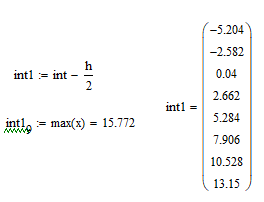 int1 := int - h/2
int1₉ := max(x) = 15.772
int1 =
-5.204
-2.582
0.04
2.662
5.284
7.906
10.528
13.15